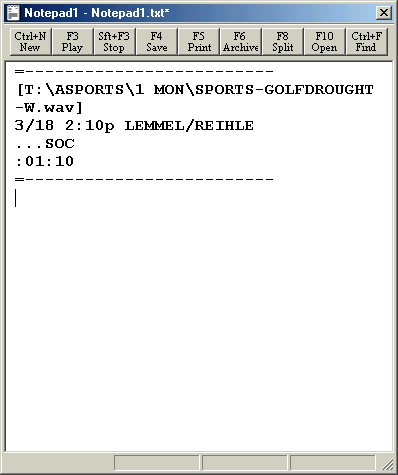 Notepad1 - Notepad1.txt*
Ctrl+N F3 Sft+F3 F4 F5 F6 F8 F10 Ctrl+F
New Play Stop Save Print Archive Split Open Find
=-------------------------
[T:\ASPORTS\1 MON\SPORTS-GOLFDROUGHT
-W.wav]
3/18 2:10p LEMMEL/REIHLE
...SOC
:01:10
=-------------------------